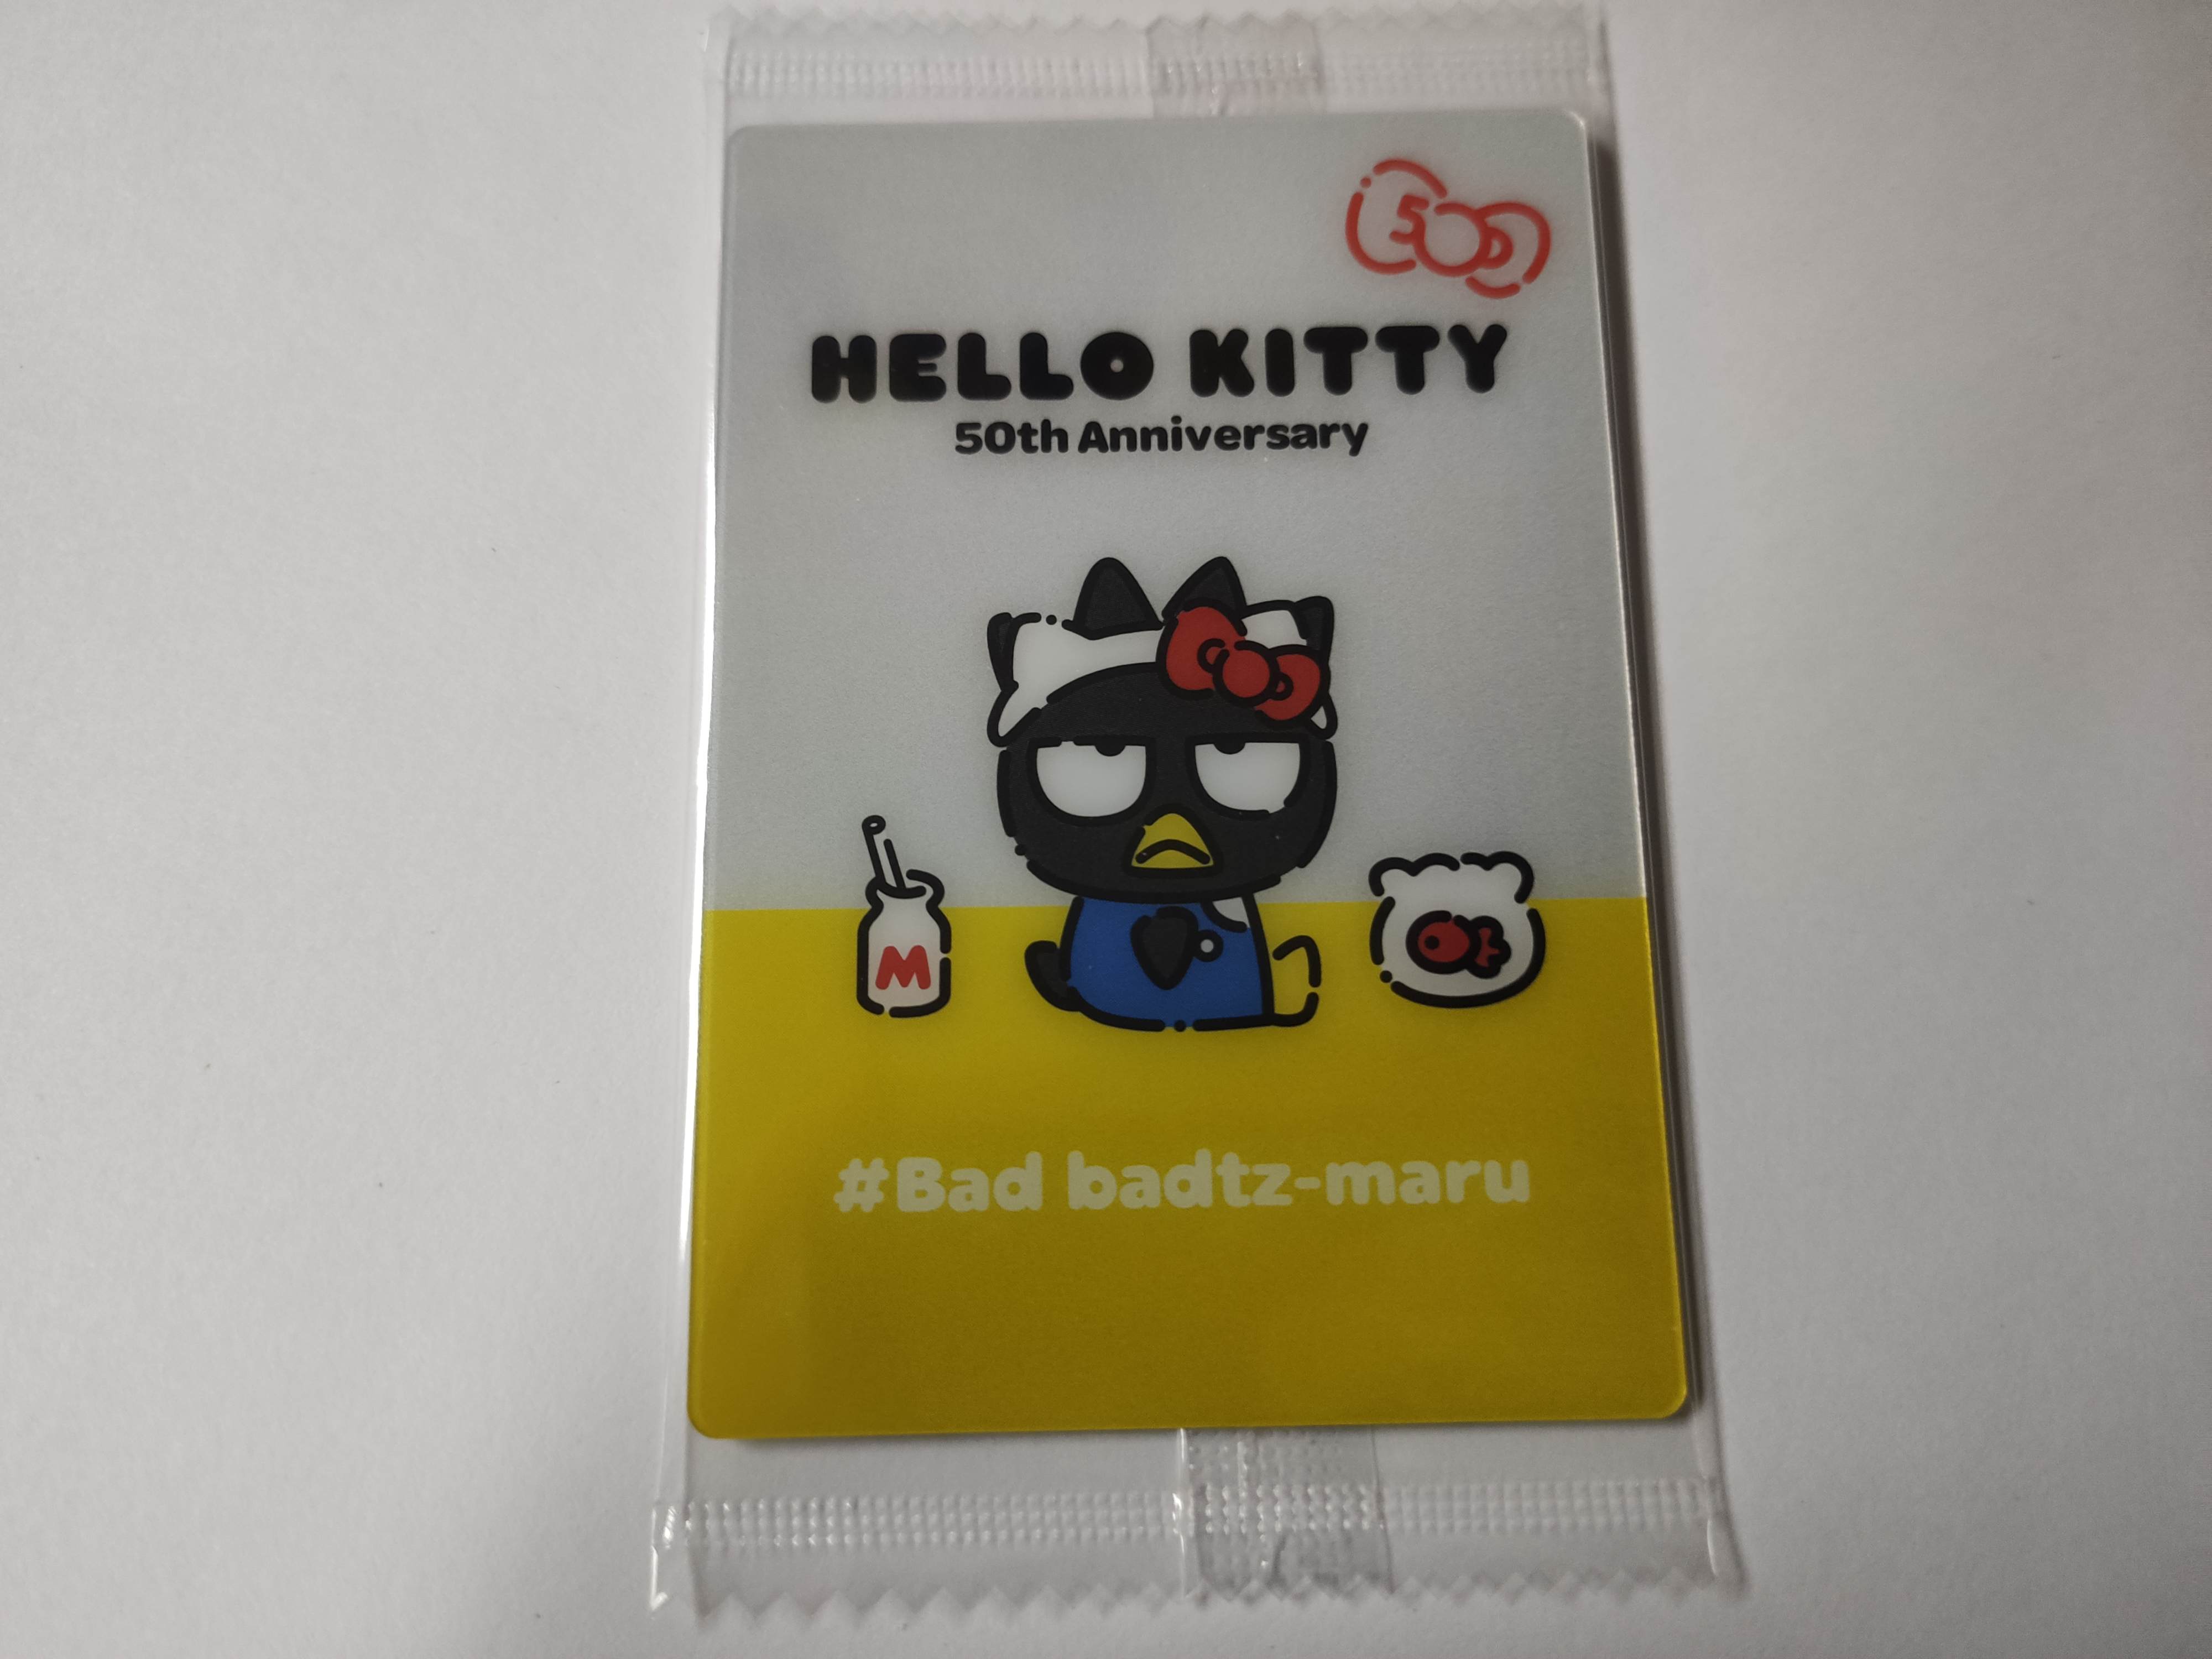 50
HELLO KITTY
50th Anniversary
M
#Bad badtz-maru